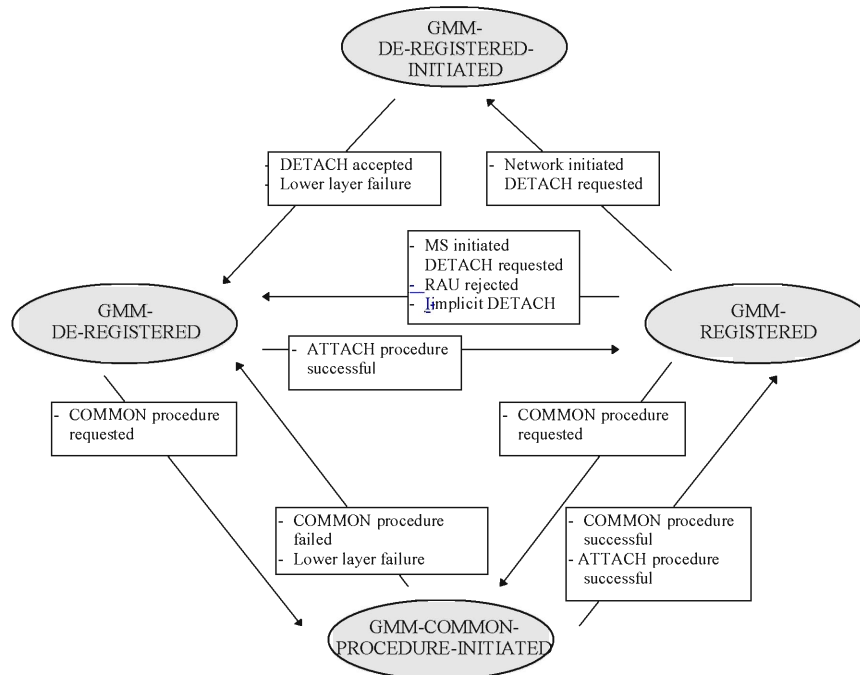 GMM-
DE-REGISTERED-
INITIATED
- DETACH accepted
- Lower layer failure
- Network initiated
DETACH requested
- MS initiated
DETACH requested
- RAU rejected
- Iimplicit DETACH
GMM-
DE-REGISTERED
GMM-
REGISTERED
- ATTACH procedure
successful
- COMMON procedure
requested
- COMMON procedure
requested
- COMMON procedure
failed
- Lower layer failure
- COMMON procedure
successful
- ATTACH procedure
successful
GMM-COMMON-
PROCEDURE-INITIATED